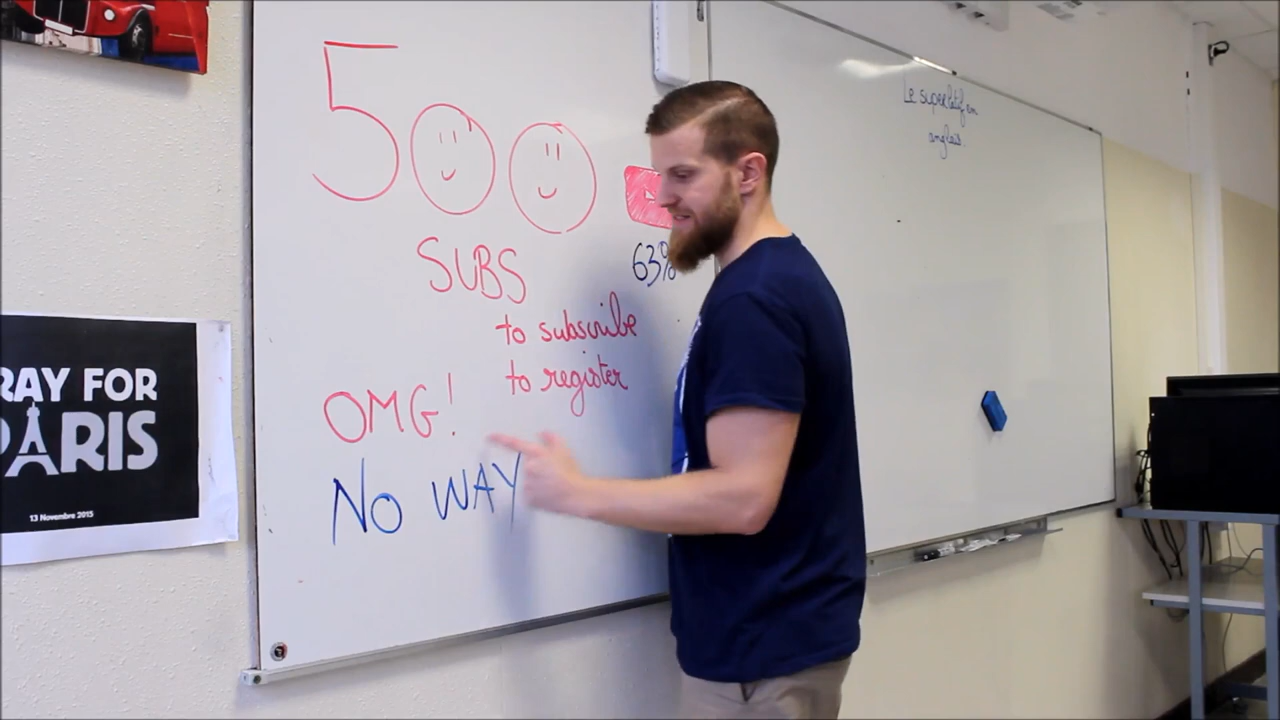 500
SUBS
63%
to subscribe
to register
OMG!
NO WAY
Le superlatif en
anglais
RAY FOR
PARIS
13 Novembre 2015